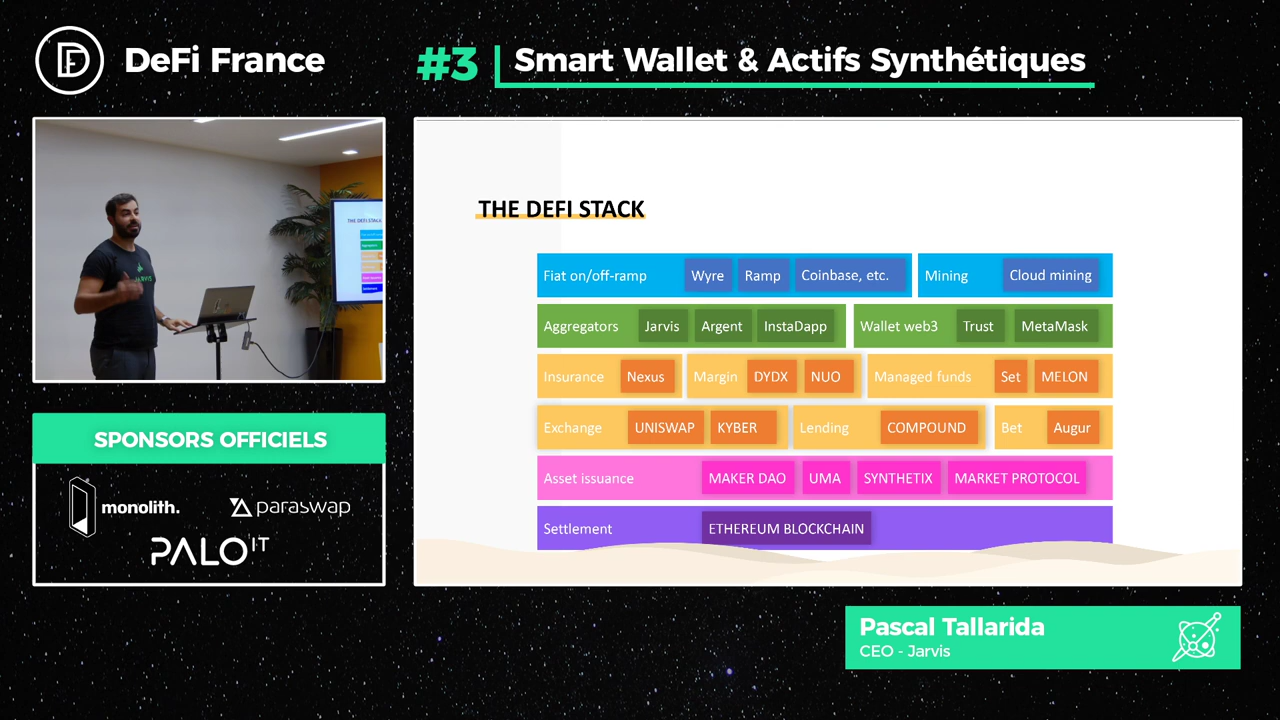 DeFi France
#3 Smart Wallet & Actifs Synthétiques
THE DEFI STACK
THE DEFI STACK
Fiat on/off-ramp Wyre Ramp Coinbase, etc. Mining Cloud mining
Aggregators Jarvis Argent InstaDapp Wallet web3 Trust MetaMask
Insurance Nexus Margin DYDX NUO Managed funds Set MELON
Exchange UNISWAP KYBER Lending COMPOUND Bet Augur
Asset issuance MAKER DAO UMA SYNTHETIX MARKET PROTOCOL
Settlement ETHEREUM BLOCKCHAIN
SPONSORS OFFICIELS
monolith.
paraswap
PALO IT
Pascal Tallarida
CEO - Jarvis